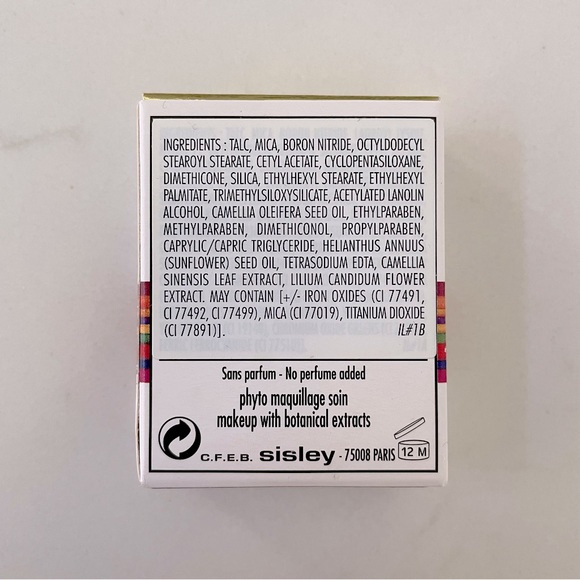 INGREDIENTS : TALC, MICA, BORON NITRIDE, OCTYLDODECYL
STEAROYL STEARATE, CETYL ACETATE, CYCLOPENTASILOXANE,
DIMETHICONE, SILICA, ETHYLHEXYL STEARATE, ETHYLHEXYL
PALMITATE, TRIMETHYLSILOXYSILICATE, ACETYLATED LANOLIN
ALCOHOL, CAMELLIA OLEIFERA SEED OIL, ETHYLPARABEN,
METHYLPARABEN, DIMETHICONOL, PROPYLPARABEN,
CAPRYLIC/CAPRIC TRIGLYCERIDE, HELIANTHUS ANNUUS
(SUNFLOWER) SEED OIL, TETRASODIUM EDTA, CAMELLIA
SINENSIS LEAF EXTRACT, LILIUM CANDIDUM FLOWER
EXTRACT. MAY CONTAIN [+/- IRON OXIDES (CI 77491,
CI 77492, CI 77499), MICA (CI 77019), TITANIUM DIOXIDE
(CI 77891)]. IL#1B
Sans parfum - No perfume added
phyto maquillage soin
makeup with botanical extracts
C.F.E.B. sisley - 75008 PARIS 12 M